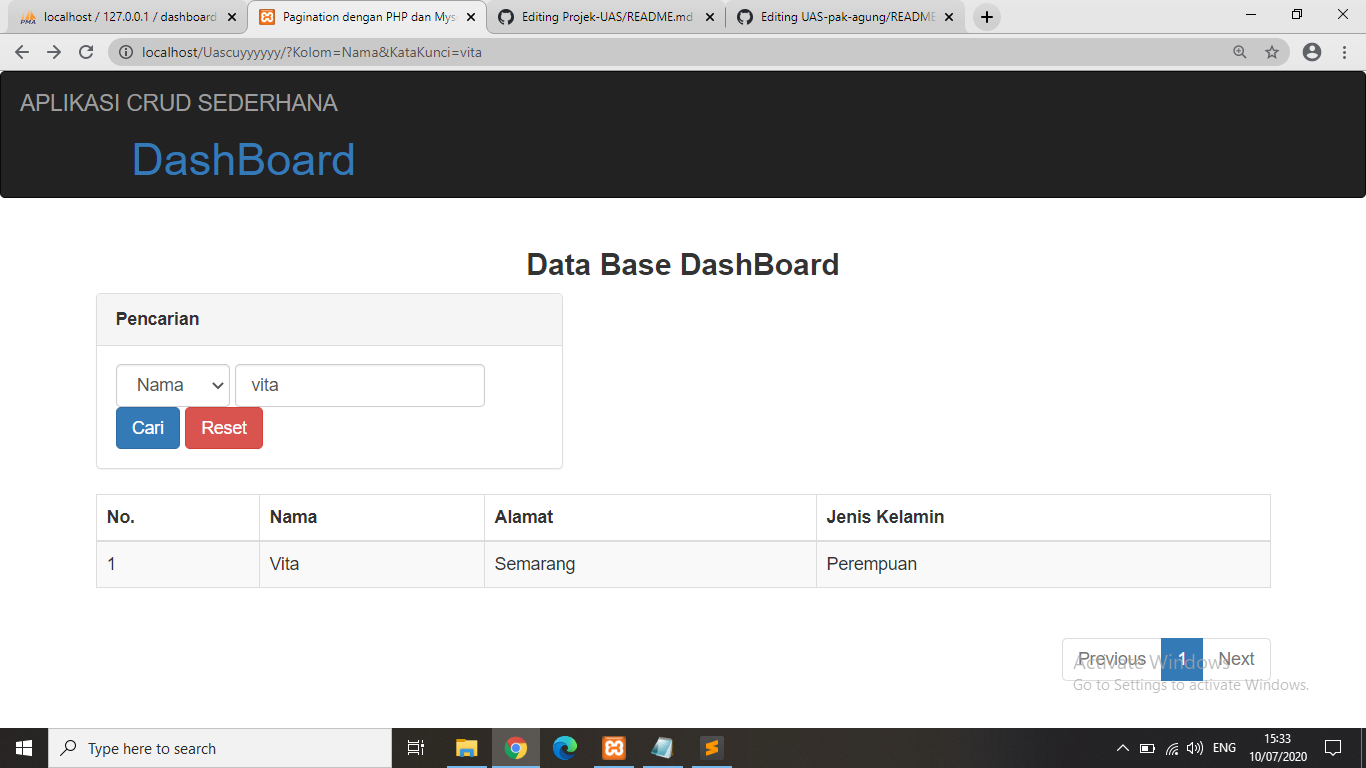 localhost / 127.0.0.1 / dashboard
Pagination dengan PHP dan Mys
Editing Projek-UAS/README.md
Editing UAS-pak-agung/README
localhost/Uascuyyyyyy/?Kolom=Nama&KataKunci=vita
APLIKASI CRUD SEDERHANA
DashBoard
Data Base DashBoard
Pencarian
Nama vita
Cari Reset
No. Nama Alamat Jenis Kelamin
1 Vita Semarang Perempuan
Previous 1 Next
Activate Windows
Go to Settings to activate Windows.
Type here to search
ENG
15:33
10/07/2020